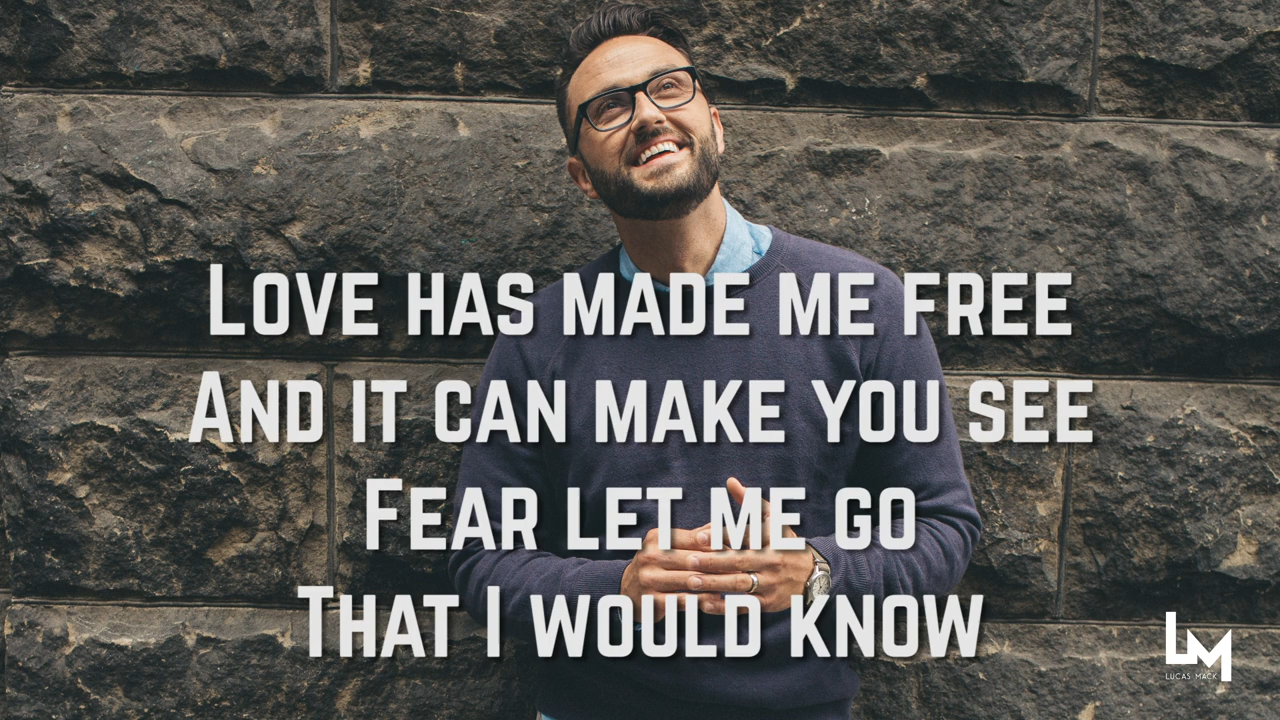 Love has made me free
And it can make you see
Fear let me go
That I would know
LM
LUCAS MACK